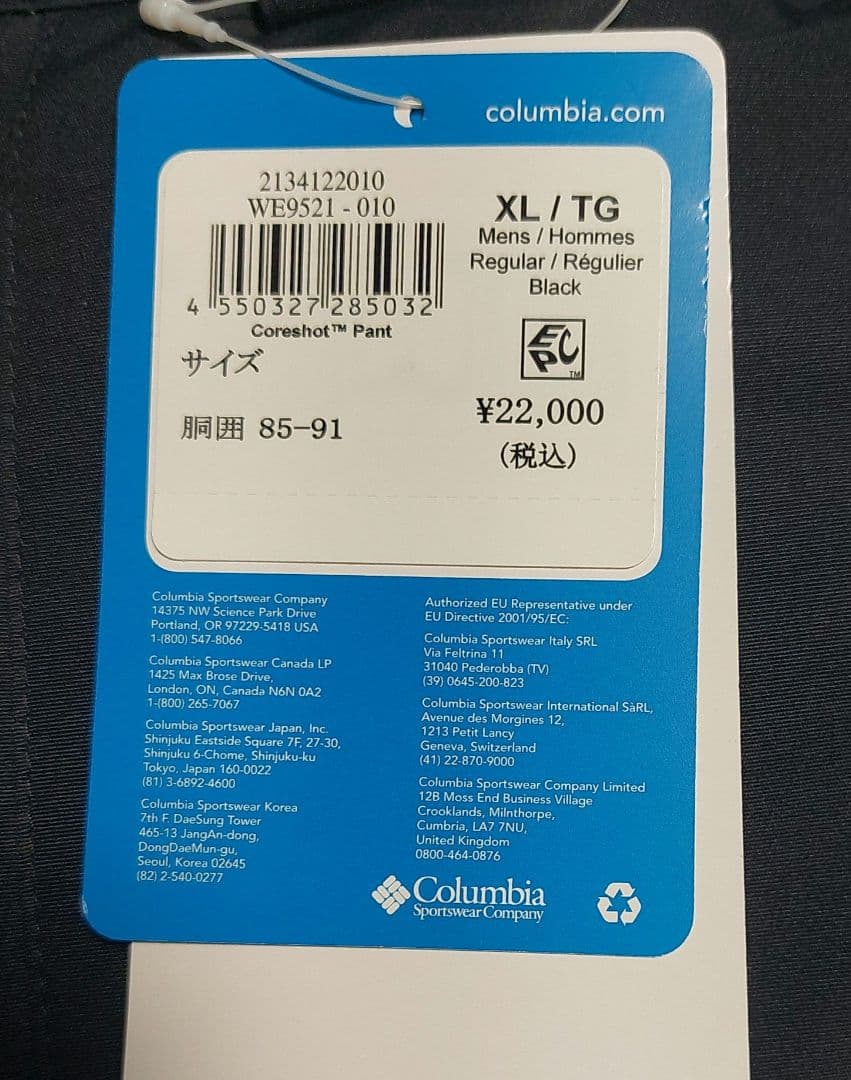 columbia.com
2134122010
WE9521 - 010
4 550327 285032
Coreshot™ Pant
サイズ
胴囲 85-91
XL / TG
Mens / Hommes
Regular / Régulier
Black
EPC
TM
¥22,000
(税込)
Columbia Sportswear Company
14375 NW Science Park Drive
Portland, OR 97229-5418 USA
1-(800) 547-8066
Columbia Sportswear Canada LP
1425 Max Brose Drive,
London, ON, Canada N6N 0A2
1-(800) 265-7067
Columbia Sportswear Japan, Inc.
Shinjuku Eastside Square 7F, 27-30,
Shinjuku 6-Chome, Shinjuku-ku
Tokyo, Japan 160-0022
(81) 3-6892-4600
Columbia Sportswear Korea
7th F. DaeSung Tower
465-13 JangAn-dong,
DongDaeMun-gu,
Seoul, Korea 02645
(82) 2-540-0277
Authorized EU Representative under
EU Directive 2001/95/EC:
Columbia Sportswear Italy SRL
Via Feltrina 11
31040 Pederobba (TV)
(39) 0645-200-823
Columbia Sportswear International SàRL,
Avenue des Morgines 12,
1213 Petit Lancy
Geneva, Switzerland
(41) 22-870-9000
Columbia Sportswear Company Limited
12B Moss End Business Village
Crooklands, Milnthorpe,
Cumbria, LA7 7NU,
United Kingdom
0800-464-0876
Columbia
Sportswear Company